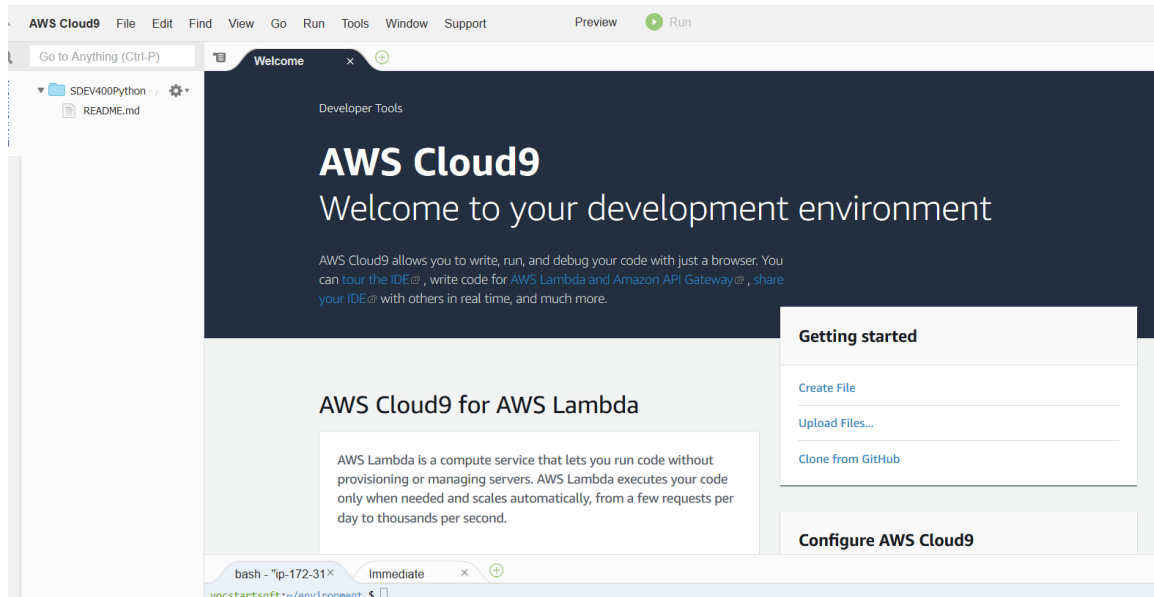 AWS Cloud9 File Edit Find View Go Run Tools Window Support Preview Run
Go to Anything (Ctrl-P)
Welcome
SDEV400Python - /
README.md
Developer Tools
AWS Cloud9
Welcome to your development environment
AWS Cloud9 allows you to write, run, and debug your code with just a browser. You
can tour the IDE, write code for AWS Lambda and Amazon API Gateway, share
your IDE with others in real time, and much more.
Getting started
Create File
Upload Files...
Clone from GitHub
AWS Cloud9 for AWS Lambda
AWS Lambda is a compute service that lets you run code without
provisioning or managing servers. AWS Lambda executes your code
only when needed and scales automatically, from a few requests per
day to thousands per second.
Configure AWS Cloud9
bash - "ip-172-31 Immediate
vocstartsoft:~/environment $